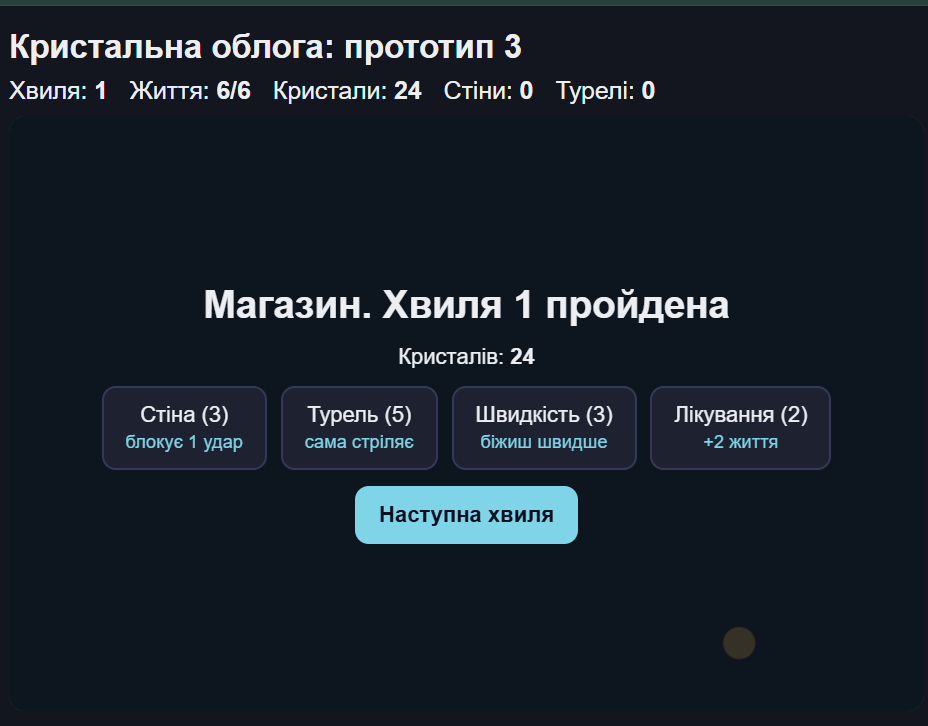 Кристальна облога: прототип 3
Хвиля: 1 Життя: 6/6 Кристали: 24 Стіни: 0 Турелі: 0
Магазин. Хвиля 1 пройдена
Кристалів: 24
Стіна (3) Турель (5) Швидкість (3) Лікування (2)
блокує 1 удар сама стріляє біжиш швидше +2 життя
Наступна хвиля